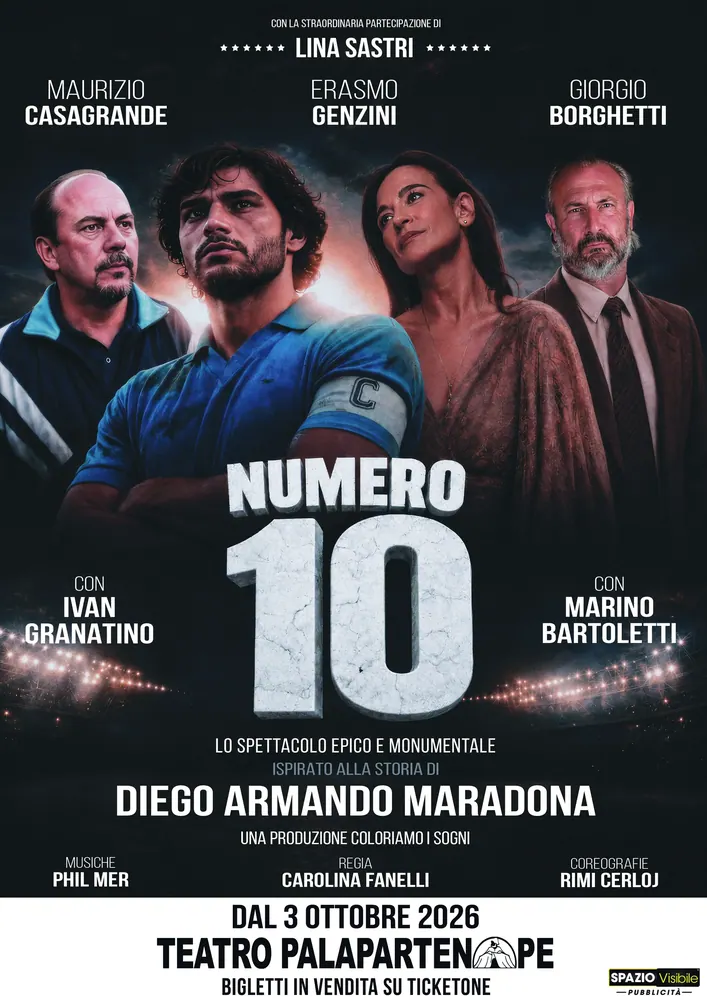 CON LA STRAORDINARIA PARTECIPAZIONE DI
LINA SASTRI
MAURIZIO
CASAGRANDE
ERASMO
GENZINI
GIORGIO
BORGHETTI
C
NUMERO
10
CON
IVAN
GRANATINO
CON
MARINO
BARTOLETTI
LO SPETTACOLO EPICO E MONUMENTALE
ISPIRATO ALLA STORIA DI
DIEGO ARMANDO MARADONA
UNA PRODUZIONE COLORIAMO I SOGNI
MUSICHE
PHIL MER
REGIA
CAROLINA FANELLI
COREOGRAFIE
RIMI CERLOJ
DAL 3 OTTOBRE 2026
TEATRO PALAPARTENOPE
BIGLIETTI IN VENDITA SU TICKETONE
SPAZIO Visibile
PUBBLICITÀ